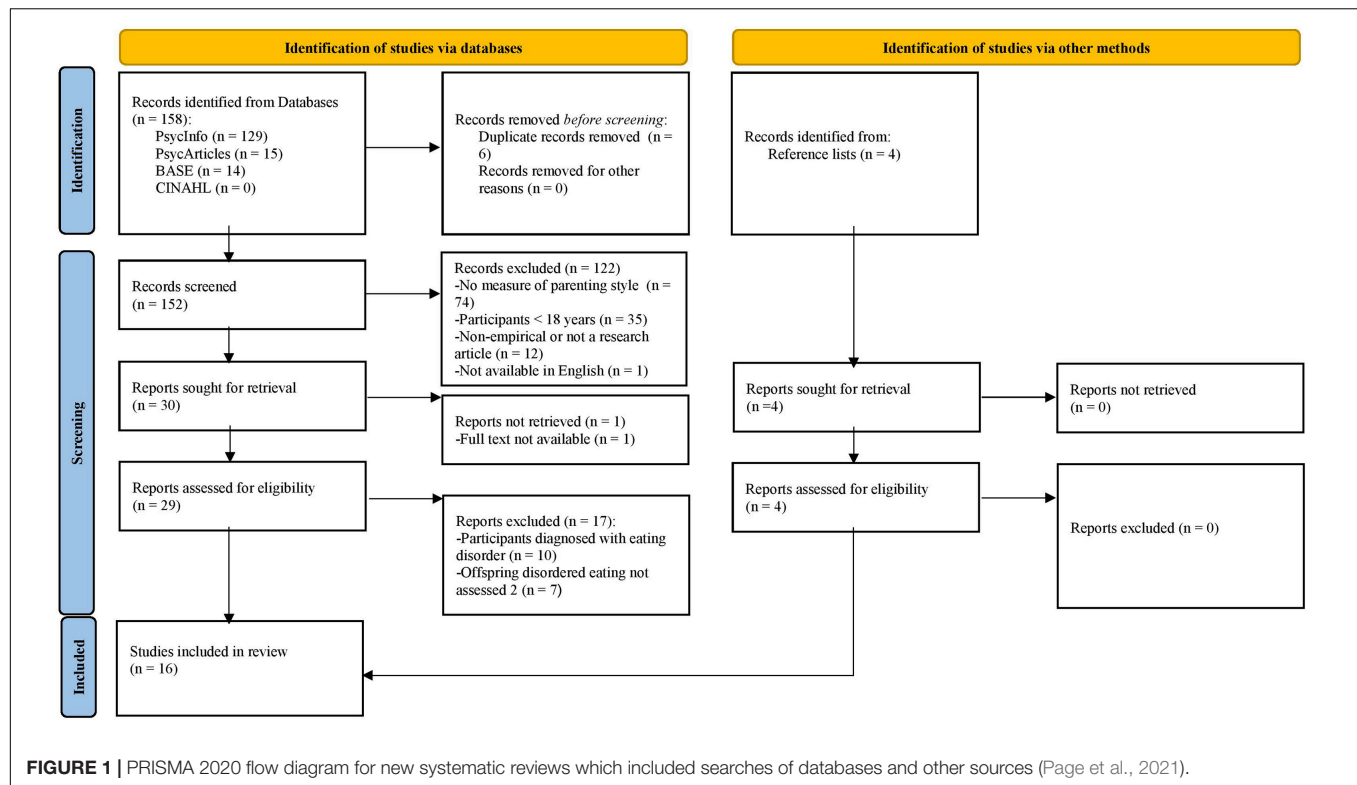 Identification of studies via databases
Identification of studies via other methods
Identification
Records identified from Databases
(n = 158):
PsycInfo (n = 129)
PsycArticles (n = 15)
BASE (n = 14)
CINAHL (n = 0)
Records removed before screening:
Duplicate records removed (n =
6)
Records removed for other
reasons (n = 0)
Records identified from:
Reference lists (n = 4)
Screening
Records screened
(n = 152)
Records excluded (n = 122)
-No measure of parenting style (n =
74)
-Participants < 18 years (n = 35)
-Non-empirical or not a research
article (n = 12)
-Not available in English (n = 1)
Reports sought for retrieval
(n = 30)
Reports not retrieved (n = 1)
-Full text not available (n = 1)
Reports sought for retrieval
(n =4)
Reports not retrieved
(n = 0)
Reports assessed for eligibility
(n = 29)
Reports excluded (n = 17):
-Participants diagnosed with eating
disorder (n = 10)
-Offspring disordered eating not
assessed 2 (n = 7)
Reports assessed for eligibility
(n = 4)
Reports excluded (n = 0)
Included
Studies included in review
(n = 16)
FIGURE 1 | PRISMA 2020 flow diagram for new systematic reviews which included searches of databases and other sources (Page et al., 2021).